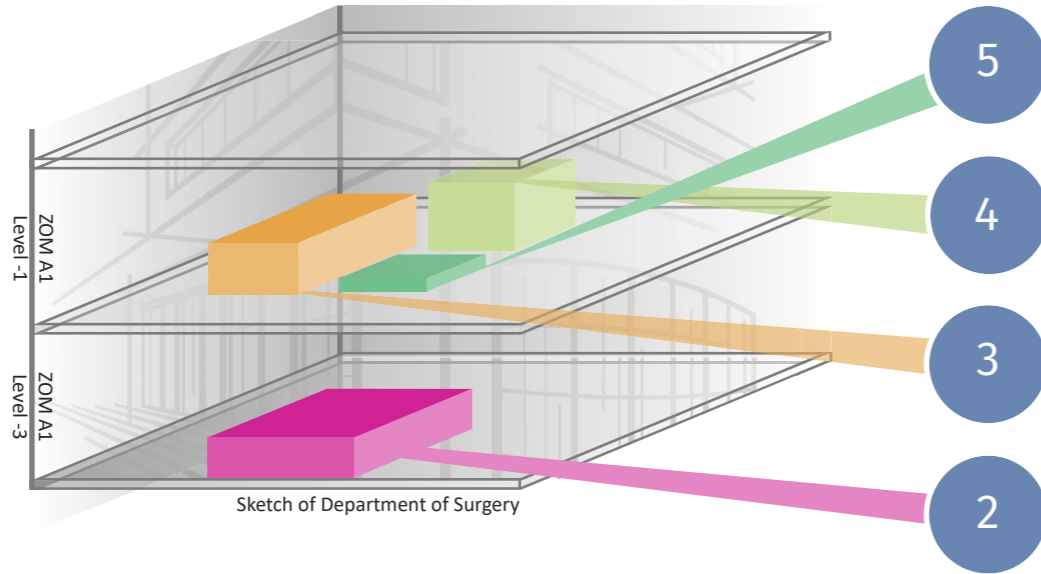 5
4
ZOM A1
Level -1
3
ZOM A1
Level -3
Sketch of Department of Surgery
2